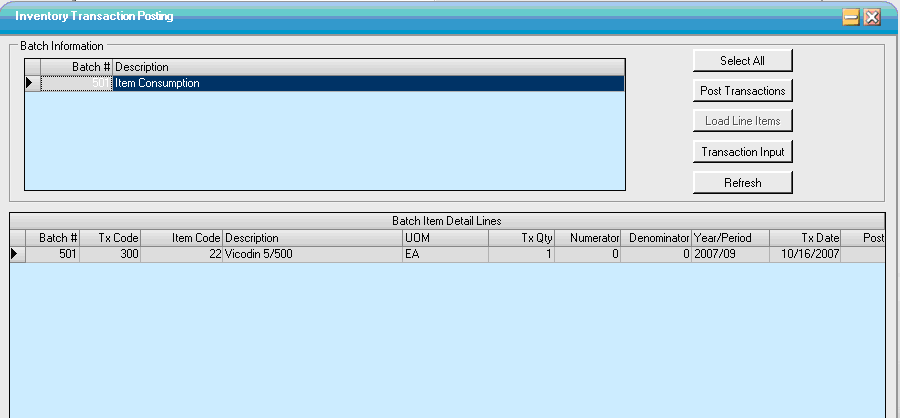 Inventory Transaction Posting
Batch Information
Batch # Description
501 Item Consumption
Select All
Post Transactions
Load Line Items
Transaction Input
Refresh
Batch Item Detail Lines
Batch # Tx Code Item Code Description UOM Tx Qty Numerator Denominator Year/Period Tx Date Post
501 300 22 Vicodin 5/500 EA 1 0 0 2007/09 10/16/2007